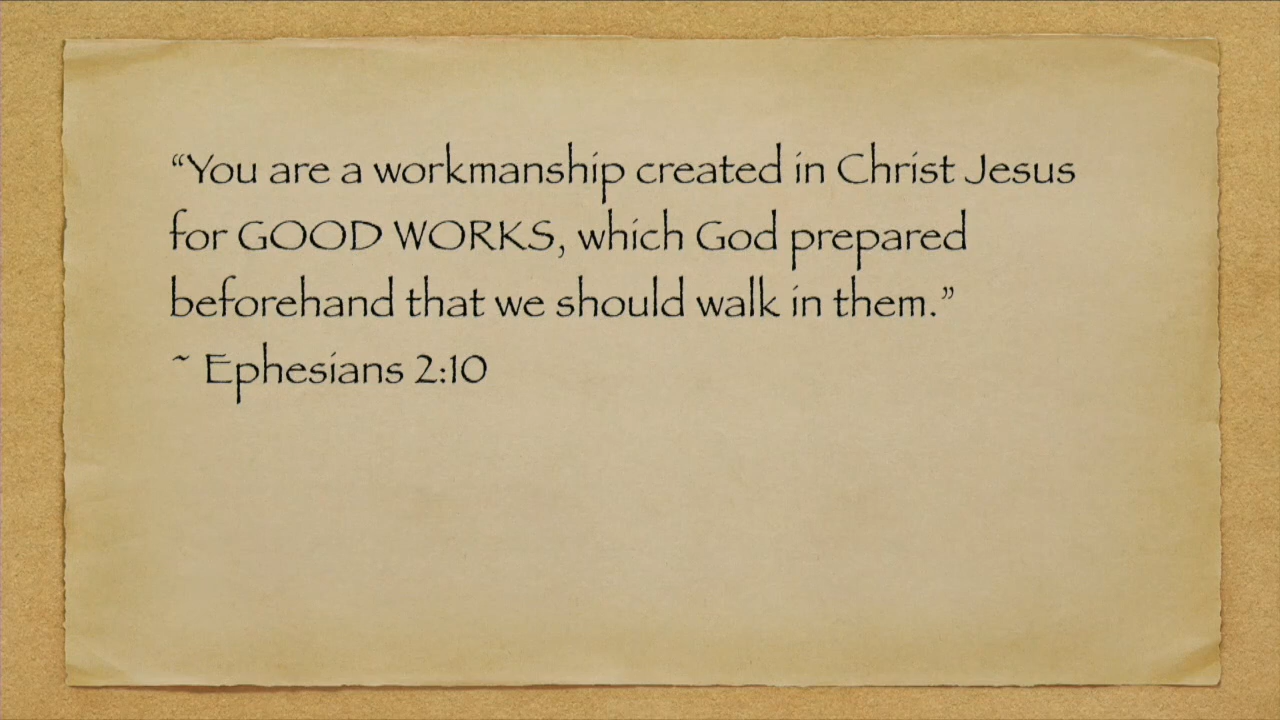 “You are a workmanship created in Christ Jesus
for GOOD WORKS, which God prepared
beforehand that we should walk in them.”
~ Ephesians 2:10